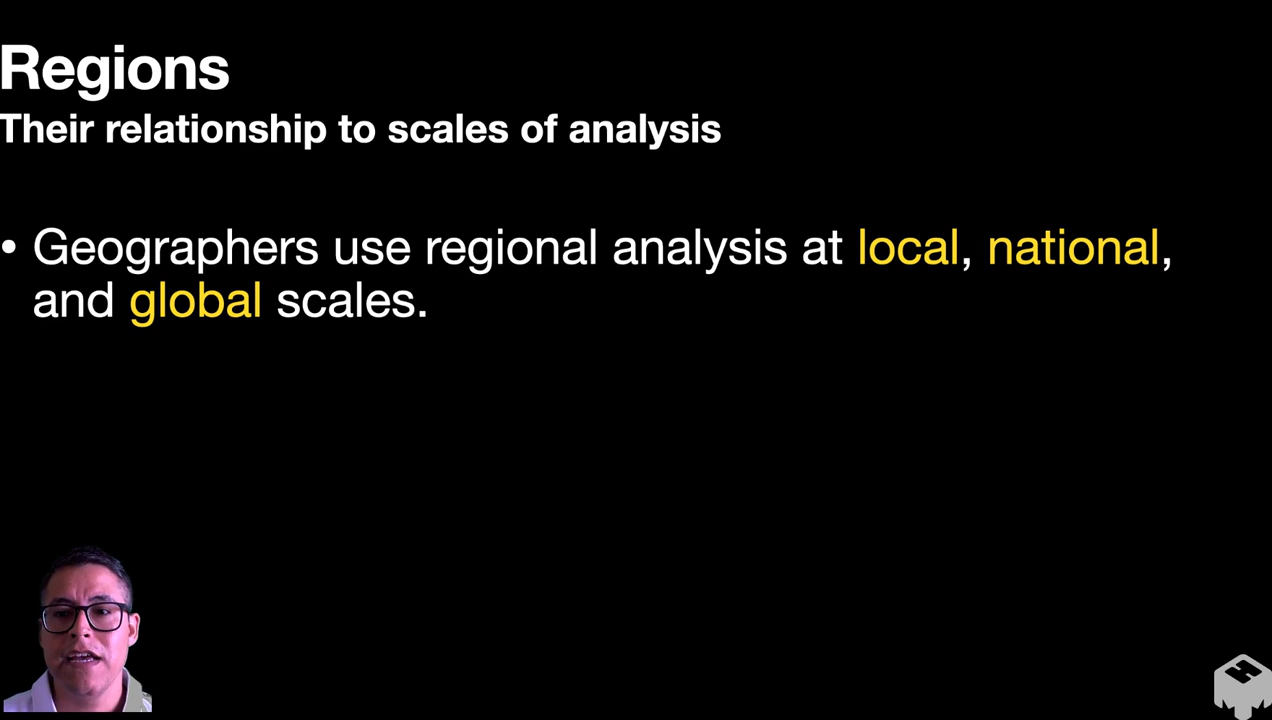 Regions
Their relationship to scales of analysis
• Geographers use regional analysis at local, national,
and global scales.